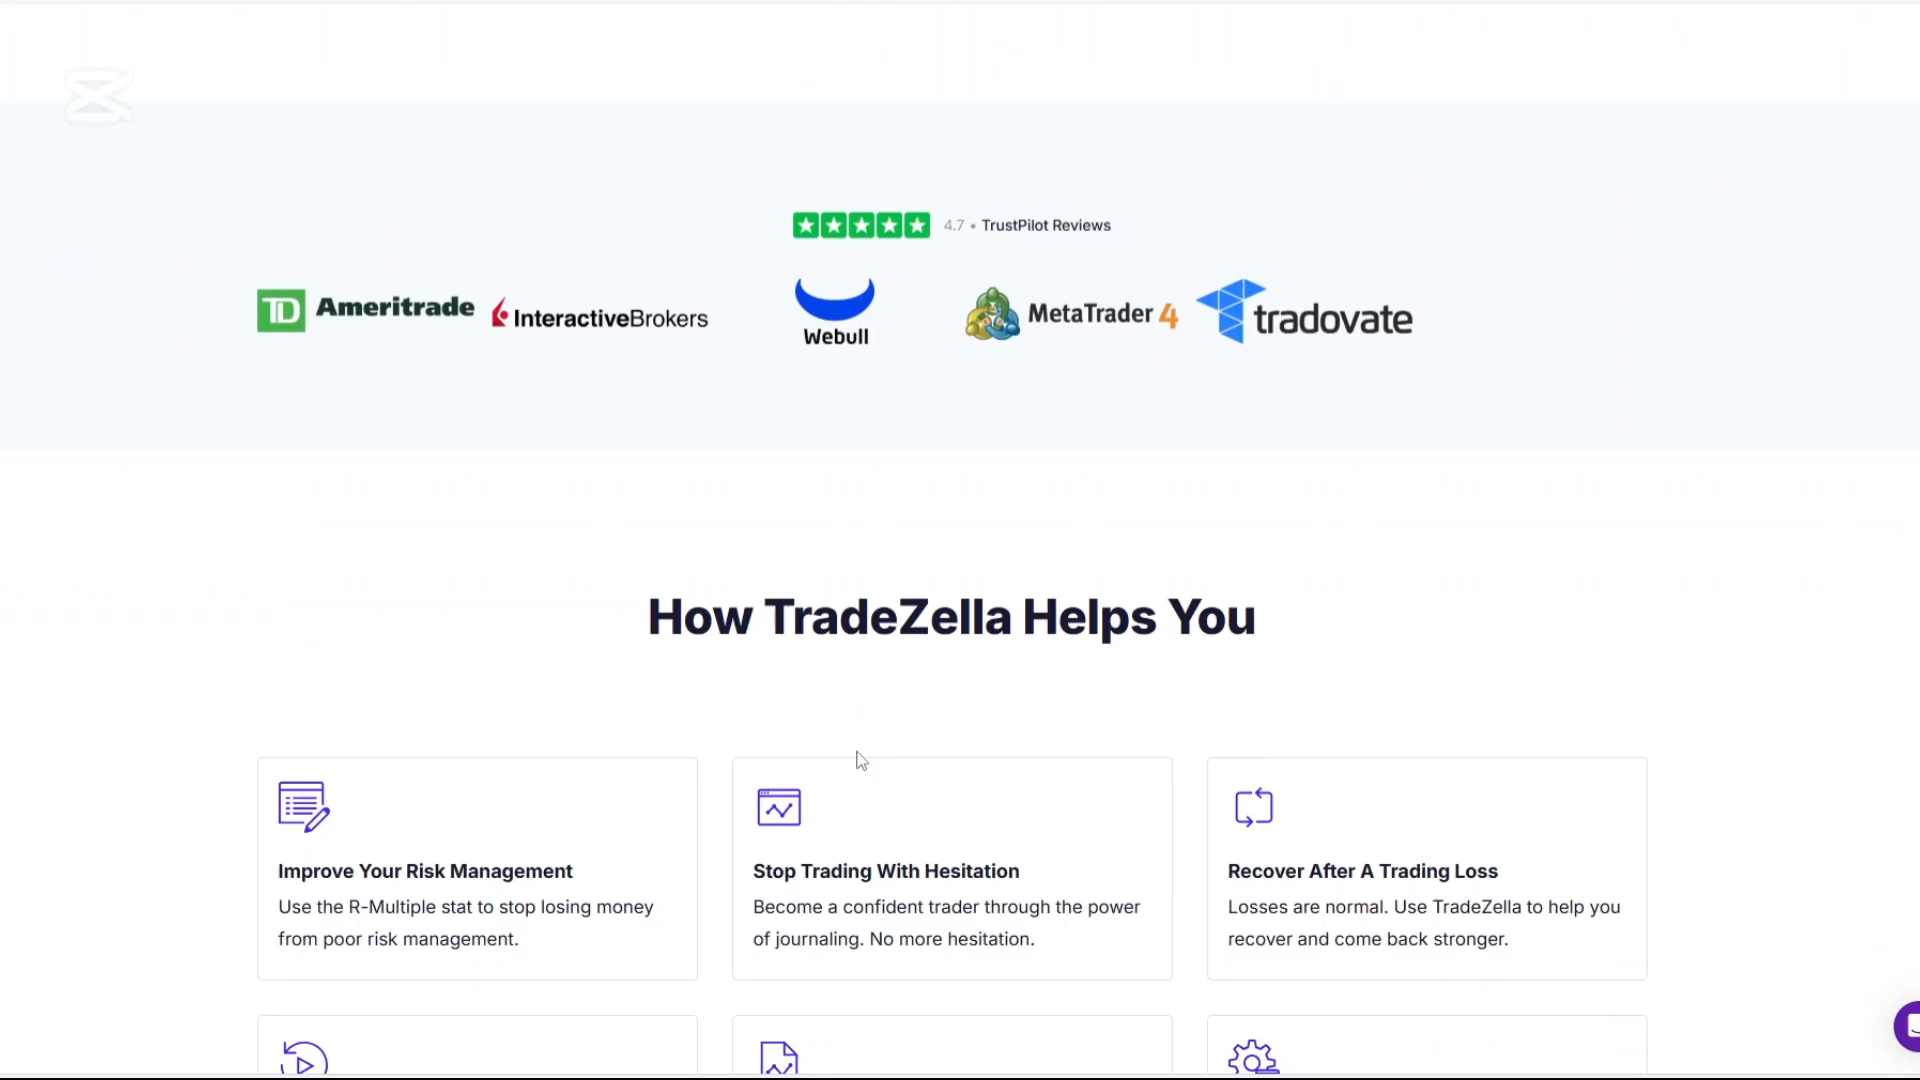 4.7 • TrustPilot Reviews
TD Ameritrade
InteractiveBrokers
Webull
MetaTrader 4
tradovate
How TradeZella Helps You
Improve Your Risk Management
Use the R-Multiple stat to stop losing money
from poor risk management.
Stop Trading With Hesitation
Become a confident trader through the power
of journaling. No more hesitation.
Recover After A Trading Loss
Losses are normal. Use TradeZella to help you
recover and come back stronger.